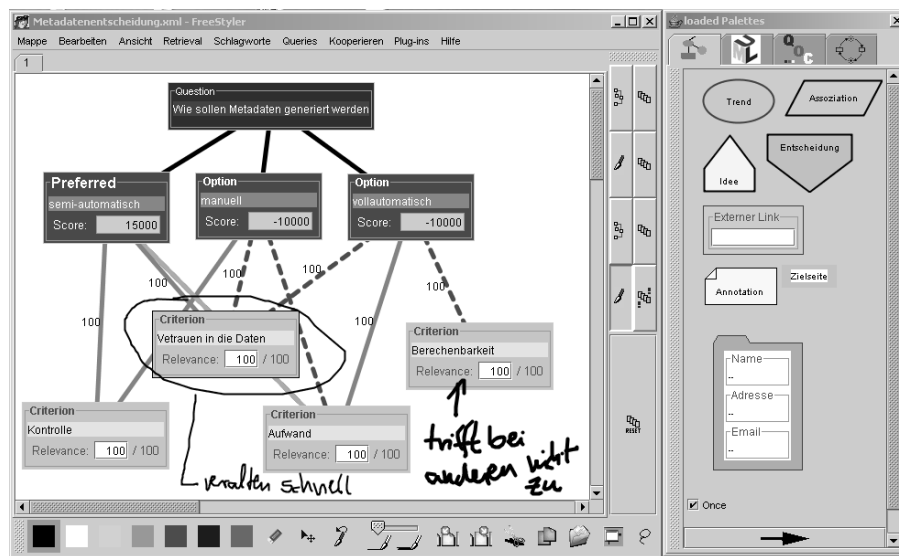 Metadatenentscheidung.xml - FreeStyler
Mappe Bearbeiten Ansicht Retrieval Schlagworte Queries Kooperieren Plug-ins Hilfe
1
Question
Wie sollen Metadaten generiert werden
Preferred
semi-automatisch
Score: 15000
Option
manuell
Score: -10000
Option
vollautomatisch
Score: -10000
100
100
100
100
100
100
Criterion
Vetrauen in die Daten
Relevance: 100 / 100
Criterion
Berechenbarkeit
Relevance: 100 / 100
Criterion
Kontrolle
Relevance: 100 / 100
Criterion
Aufwand
Relevance: 100 / 100
veralten schnell
trifft bei
anderen nicht
zu
RESET
loaded Palettes
UML
QOC
Trend
Assoziation
Idee
Entscheidung
Externer Link
Annotation
Zielseite
Name
--
Adresse
--
Email
--
Once